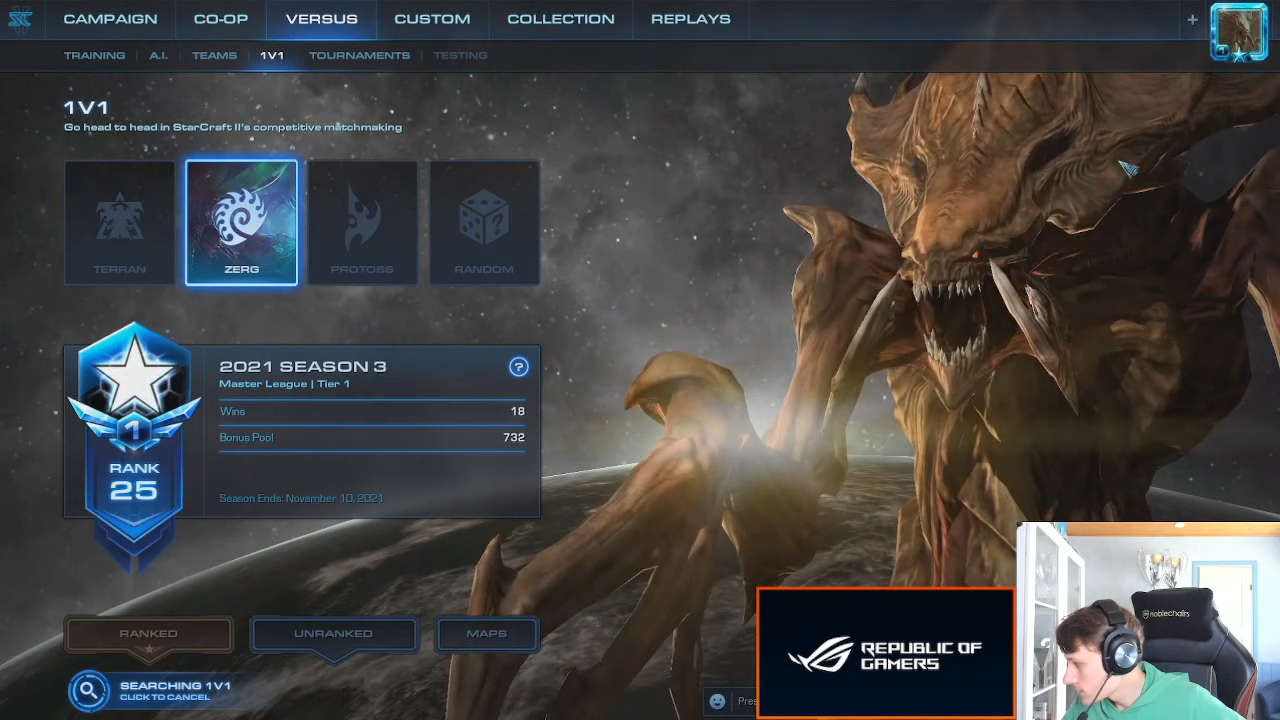 CAMPAIGN CO-OP VERSUS CUSTOM COLLECTION REPLAYS +
TRAINING A.I. TEAMS 1V1 TOURNAMENTS TESTING
1V1
Go head to head in StarCraft II's competitive matchmaking
TERRAN ZERG PROTOSS RANDOM
2021 SEASON 3 ?
Master League | Tier 1
Wins 18
Bonus Pool 732
Season Ends: November 10, 2021
1
RANK
25
RANKED UNRANKED MAPS
SEARCHING 1V1
CLICK TO CANCEL
Pres
REPUBLIC OF
GAMERS
noblechairs